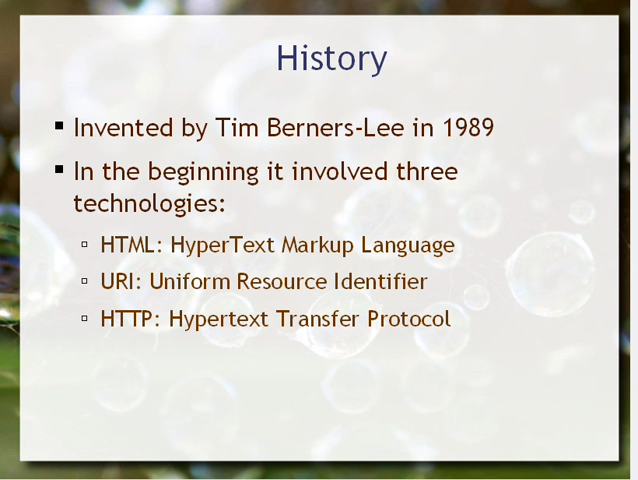 History
Invented by Tim Berners-Lee in 1989
In the beginning it involved three
technologies:
HTML: HyperText Markup Language
URI: Uniform Resource Identifier
HTTP: Hypertext Transfer Protocol